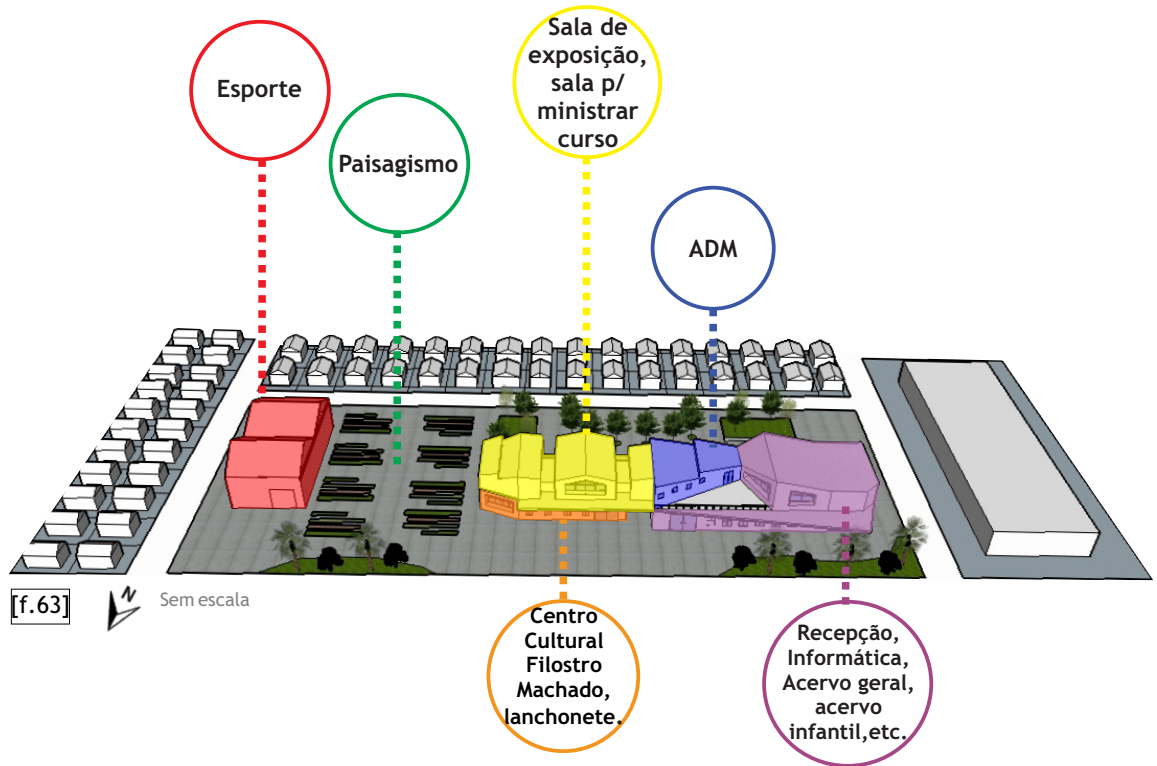 Esporte
Paisagismo
Sala de
exposição,
sala p/
ministrar
curso
ADM
[f.63]
N
Sem escala
Centro
Cultural
Filostro
Machado,
lanchonete.
Recepção,
Informática,
Acervo geral,
acervo
infantil,etc.